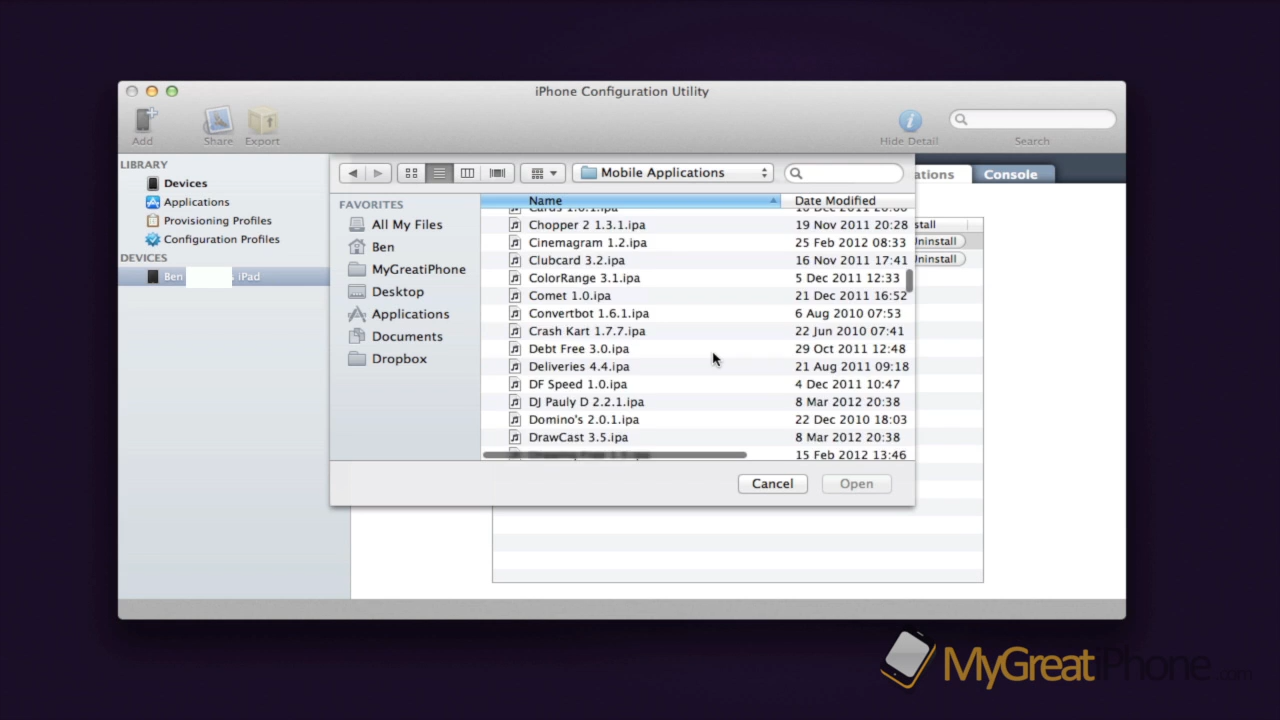 iPhone Configuration Utility
Add
Share
Export
Hide Detail
Search
LIBRARY
Devices
Applications
Provisioning Profiles
Configuration Profiles
DEVICES
Ben
iPad
Mobile Applications
ations
Console
FAVORITES
All My Files
Ben
MyGreatiPhone
Desktop
Applications
Documents
Dropbox
Name Date Modified
Chopper 2 1.3.1.ipa 19 Nov 2011 20:28
Cinemagram 1.2.ipa 25 Feb 2012 08:33
Clubcard 3.2.ipa 16 Nov 2011 17:41
ColorRange 3.1.ipa 5 Dec 2011 12:33
Comet 1.0.ipa 21 Dec 2011 16:52
Convertbot 1.6.1.ipa 6 Aug 2010 07:53
Crash Kart 1.7.7.ipa 22 Jun 2010 07:41
Debt Free 3.0.ipa 29 Oct 2011 12:48
Deliveries 4.4.ipa 21 Aug 2011 09:18
DF Speed 1.0.ipa 4 Dec 2011 10:47
DJ Pauly D 2.2.1.ipa 8 Mar 2012 20:38
Domino's 2.0.1.ipa 22 Dec 2010 18:03
DrawCast 3.5.ipa 8 Mar 2012 20:38
15 Feb 2012 13:46
stall
Uninstall
Uninstall
Cancel
Open
MyGreatiPhone.com